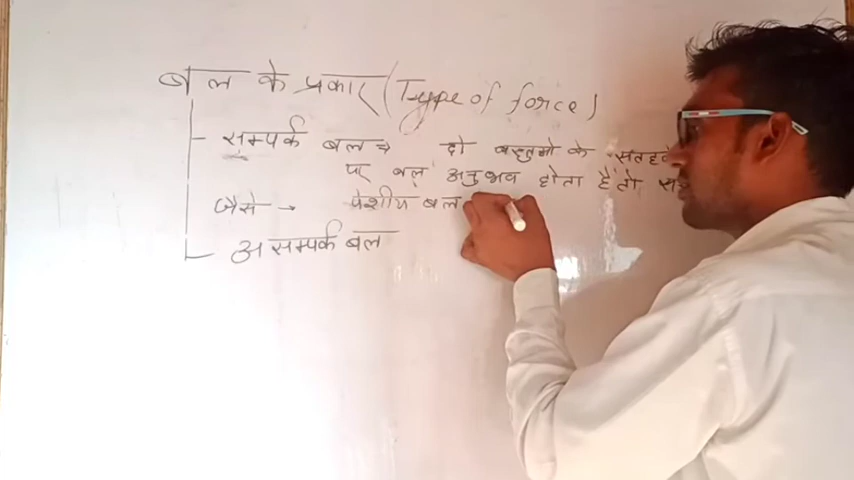 बल के प्रकार (Type of force)
सम्पर्क बल → दो वस्तुओ के सतह के
पर बल अनुभव होता है तो
जैसे → पेशीय बल
असम्पर्क बल